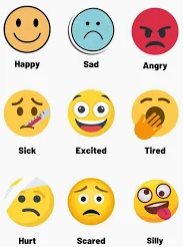 Happy Sad Angry
Sick Excited Tired
Hurt Scared Silly